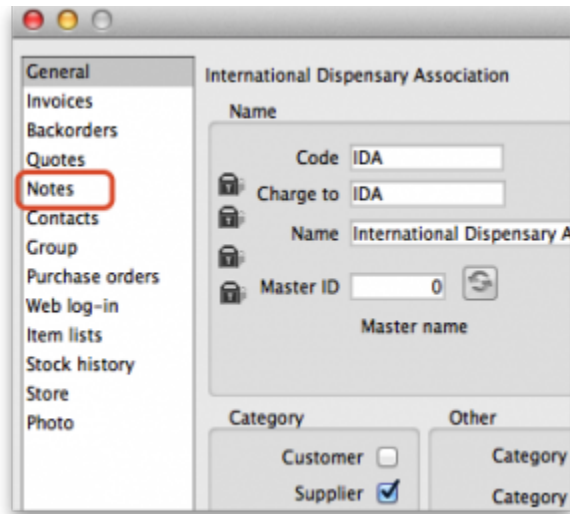 General
Invoices
Backorders
Quotes
Notes
Contacts
Group
Purchase orders
Web log-in
Item lists
Stock history
Store
Photo
International Dispensary Association
Name
Code IDA
Charge to IDA
Name International Dispensary A
Master ID 0
Master name
Category
Customer
Supplier
Other
Category
Category